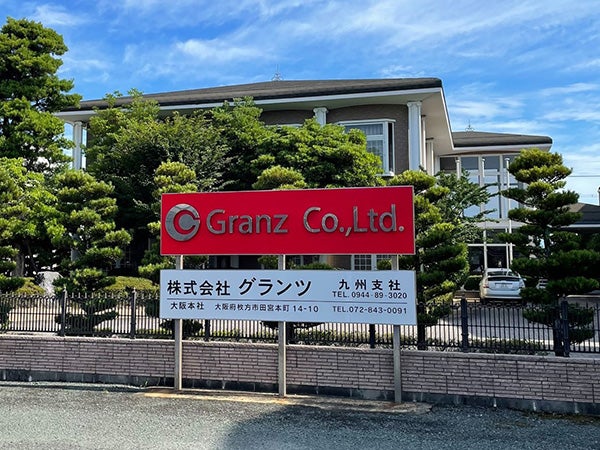 Granz Co.,Ltd.
株式会社 グランツ 九州支社
TEL. 0944-89-3020
大阪本社 大阪府枚方市田宮本町 14-10 TEL. 072-843-0091